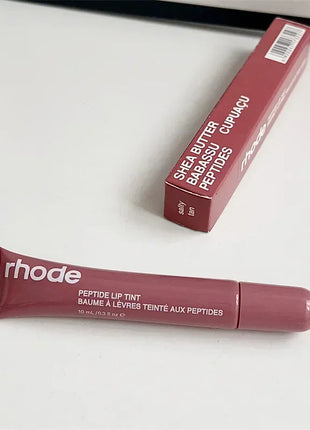 SHEA BUTTER
BABASSU CUPUAÇU
PEPTIDES
rhode
salty
tan
rhode
PEPTIDE LIP TINT
BAUME À LÈVRES TEINTÉ AUX PEPTIDES
10 mL / 0.3 fl oz ℮